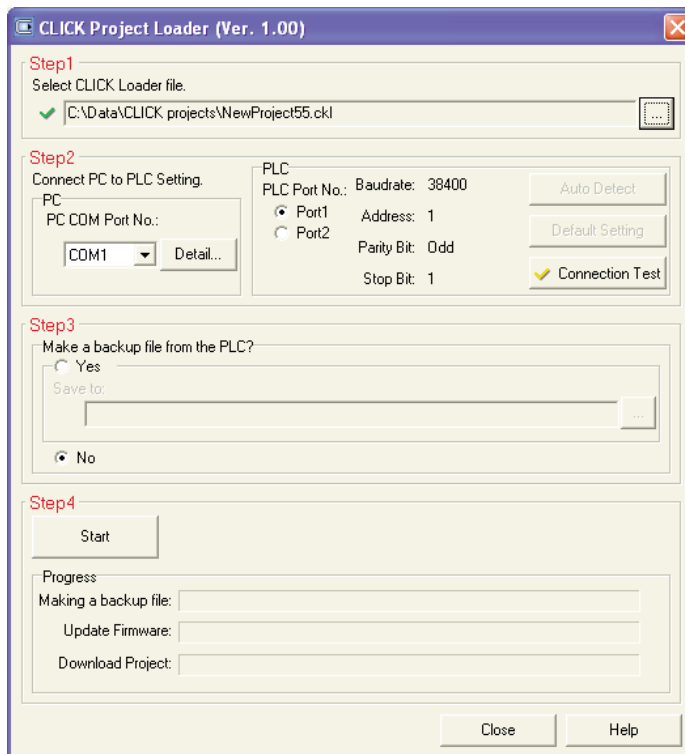 CLICK Project Loader (Ver. 1.00)
Step1
Select CLICK Loader file.
C:\Data\CLICK projects\NewProject55.ckl
...
Step2
Connect PC to PLC Setting.
PC
PC COM Port No.:
COM1
Detail...
PLC
PLC Port No.:
Port1
Port2
Baudrate: 38400
Address: 1
Parity Bit: Odd
Stop Bit: 1
Auto Detect
Default Setting
Connection Test
Step3
Make a backup file from the PLC?
Yes
Save to:
...
No
Step4
Start
Progress
Making a backup file:
Update Firmware:
Download Project:
Close
Help